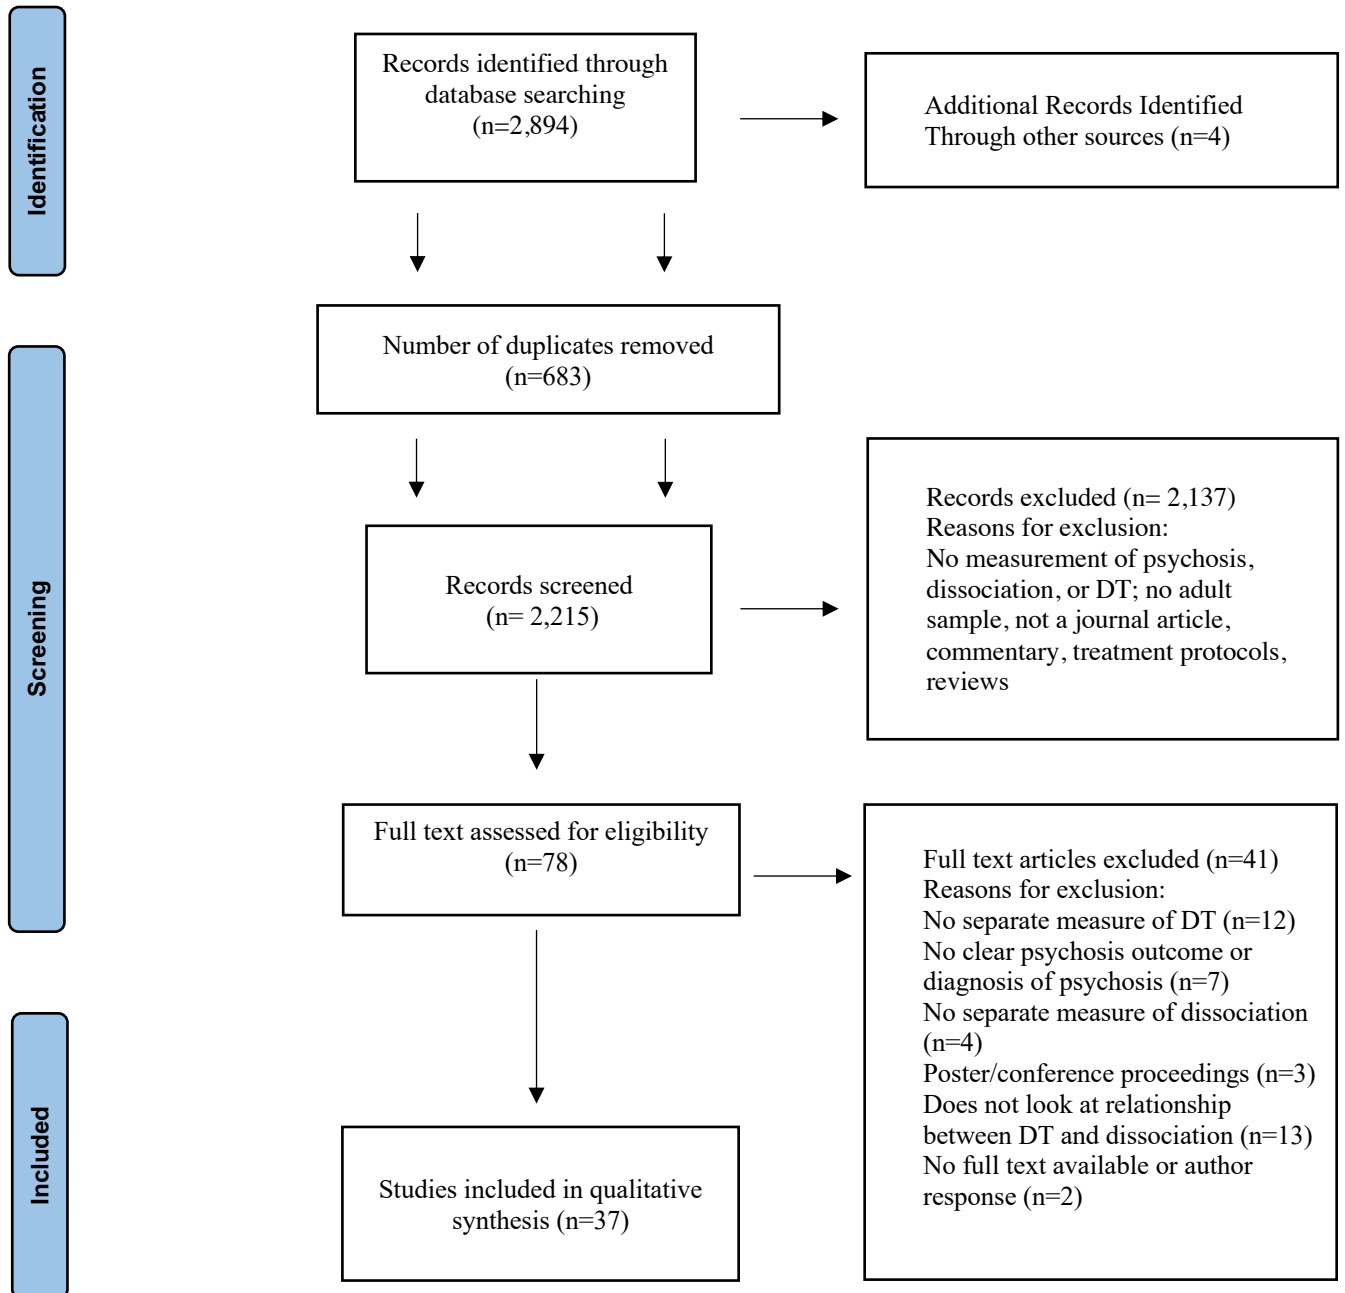 Identification
Records identified through
database searching
(n=2,894)
Additional Records Identified
Through other sources (n=4)
Screening
Number of duplicates removed
(n=683)
Records screened
(n= 2,215)
Records excluded (n= 2,137)
Reasons for exclusion:
No measurement of psychosis,
dissociation, or DT; no adult
sample, not a journal article,
commentary, treatment protocols,
reviews
Full text assessed for eligibility
(n=78)
Full text articles excluded (n=41)
Reasons for exclusion:
No separate measure of DT (n=12)
No clear psychosis outcome or
diagnosis of psychosis (n=7)
No separate measure of dissociation
(n=4)
Poster/conference proceedings (n=3)
Does not look at relationship
between DT and dissociation (n=13)
No full text available or author
response (n=2)
Included
Studies included in qualitative
synthesis (n=37)